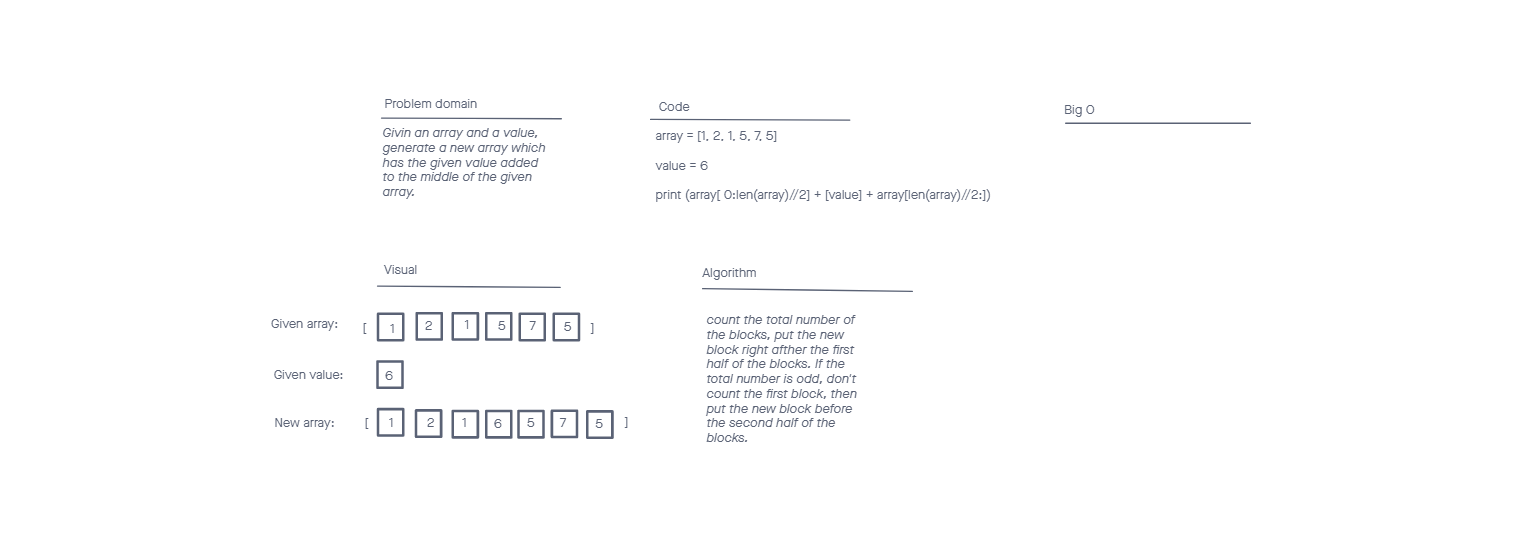 Problem domain
Givin an array and a value,
generate a new array which
has the given value added
to the middle of the given
array.
Code
array = [1, 2, 1, 5, 7, 5]
value = 6
print (array[ 0:len(array)//2] + [value] + array[len(array)//2:])
Big O
Visual
Given array: [ 1 2 1 5 7 5 ]
Given value: 6
New array: [ 1 2 1 6 5 7 5 ]
Algorithm
count the total number of
the blocks, put the new
block right afther the first
half of the blocks. If the
total number is odd, don't
count the first block, then
put the new block before
the second half of the
blocks.